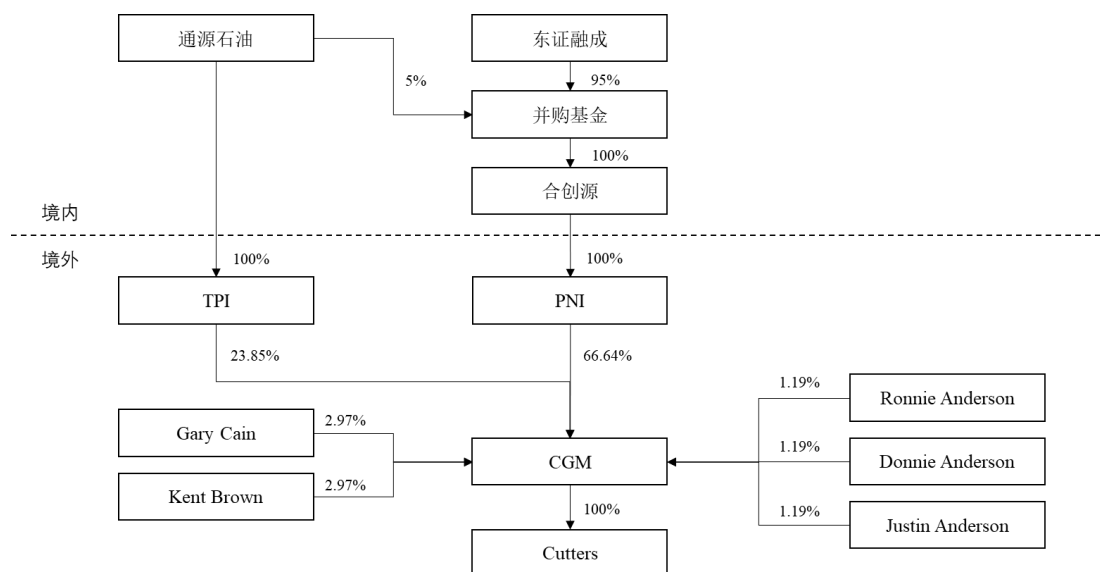 通源石油
东证融成
5%
95%
并购基金
100%
合创源
境内
境外
100%
100%
TPI
PNI
23.85%
66.64%
1.19%
Ronnie Anderson
2.97%
Gary Cain
1.19%
CGM
Donnie Anderson
2.97%
Kent Brown
100%
1.19%
Justin Anderson
Cutters